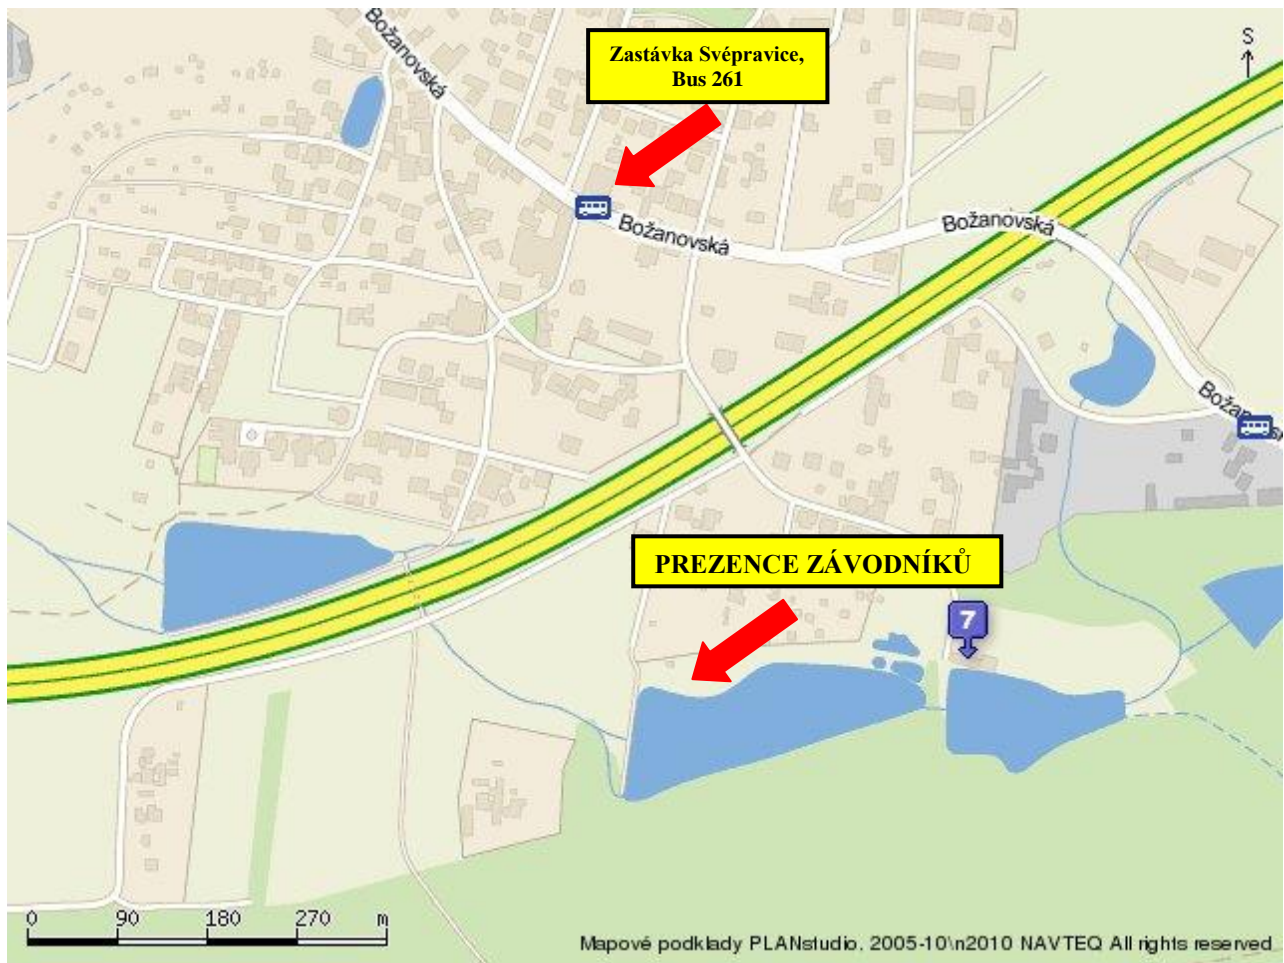 Božanovská
Zastávka Svépravice,
Bus 261
S
Božanovská
Božanovská
PREZENCE ZÁVODNÍKŮ
7
0 90 180 270 m
Mapové podklady PLANstudio. 2005-10\n2010 NAVTEQ All rights reserved